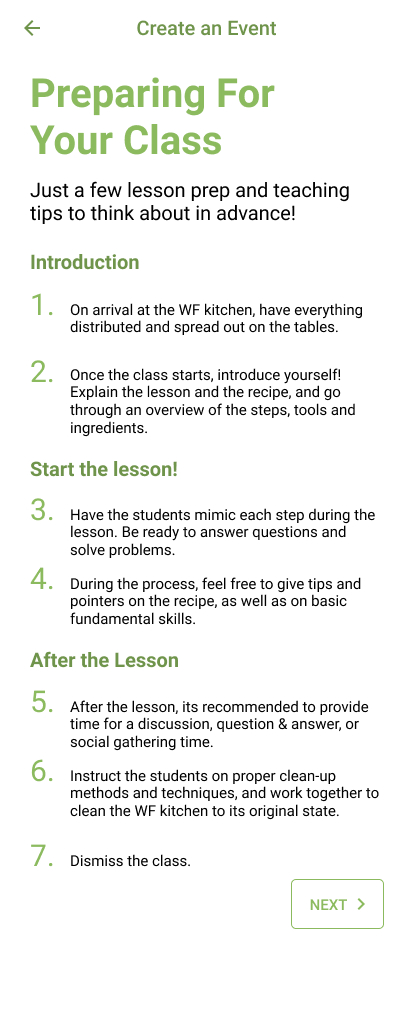 Create an Event
Preparing For
Your Class
Just a few lesson prep and teaching
tips to think about in advance!
Introduction
1. On arrival at the WF kitchen, have everything
distributed and spread out on the tables.
2. Once the class starts, introduce yourself!
Explain the lesson and the recipe, and go
through an overview of the steps, tools and
ingredients.
Start the lesson!
3. Have the students mimic each step during the
lesson. Be ready to answer questions and
solve problems.
4. During the process, feel free to give tips and
pointers on the recipe, as well as on basic
fundamental skills.
After the Lesson
5. After the lesson, its recommended to provide
time for a discussion, question & answer, or
social gathering time.
6. Instruct the students on proper clean-up
methods and techniques, and work together to
clean the WF kitchen to its original state.
7. Dismiss the class.
NEXT